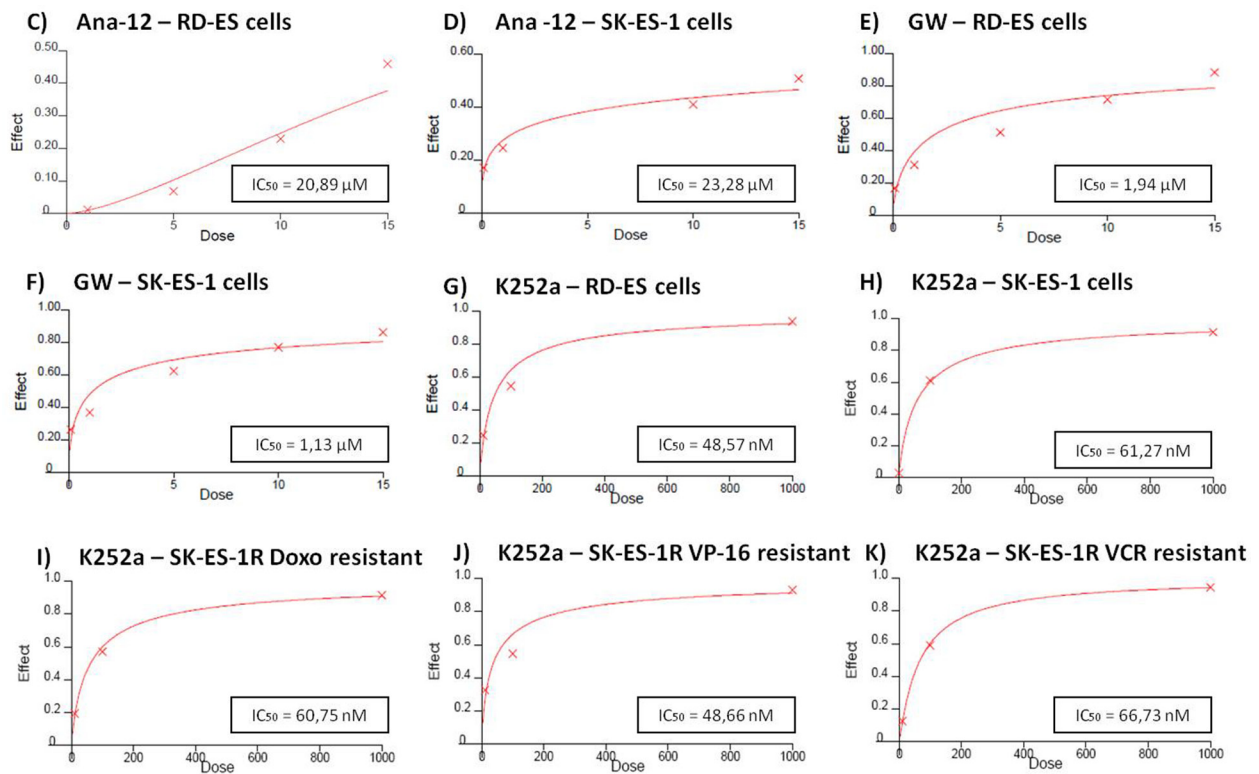 C) Ana-12 – RD-ES cells
0.50
0.40
Effect
0.20
0.10
0
0 5 10 15
Dose
IC₅₀ = 20,89 µM
D) Ana -12 – SK-ES-1 cells
0.60
0.40
Effect
0.20
0
0 5 10 15
Dose
IC₅₀ = 23,28 µM
E) GW – RD-ES cells
1.00
0.80
0.60
Effect
0.40
0.20
0
0 5 10 15
Dose
IC₅₀ = 1,94 µM
F) GW – SK-ES-1 cells
1.00
0.80
Effect
0.40
0.20
0
0 5 10 15
Dose
IC₅₀ = 1,13 µM
G) K252a – RD-ES cells
1.0
0.8
0.6
Effect
0.4
0.2
0
0 200 400 600 800 1000
Dose
IC₅₀ = 48,57 nM
H) K252a – SK-ES-1 cells
1.0
0.8
0.6
Effect
0.4
0.2
0
0 200 400 600 800 1000
Dose
IC₅₀ = 61,27 nM
I) K252a – SK-ES-1R Doxo resistant
1.0
0.8
0.6
Effect
0.4
0.2
0
0 200 400 600 800 1000
Dose
IC₅₀ = 60,75 nM
J) K252a – SK-ES-1R VP-16 resistant
1.0
0.8
0.6
Effect
0.4
0.2
0
0 200 400 600 800 1000
Dose
IC₅₀ = 48,66 nM
K) K252a – SK-ES-1R VCR resistant
1.0
0.8
0.6
Effect
0.4
0.2
0
0 200 400 600 800 1000
Dose
IC₅₀ = 66,73 nM